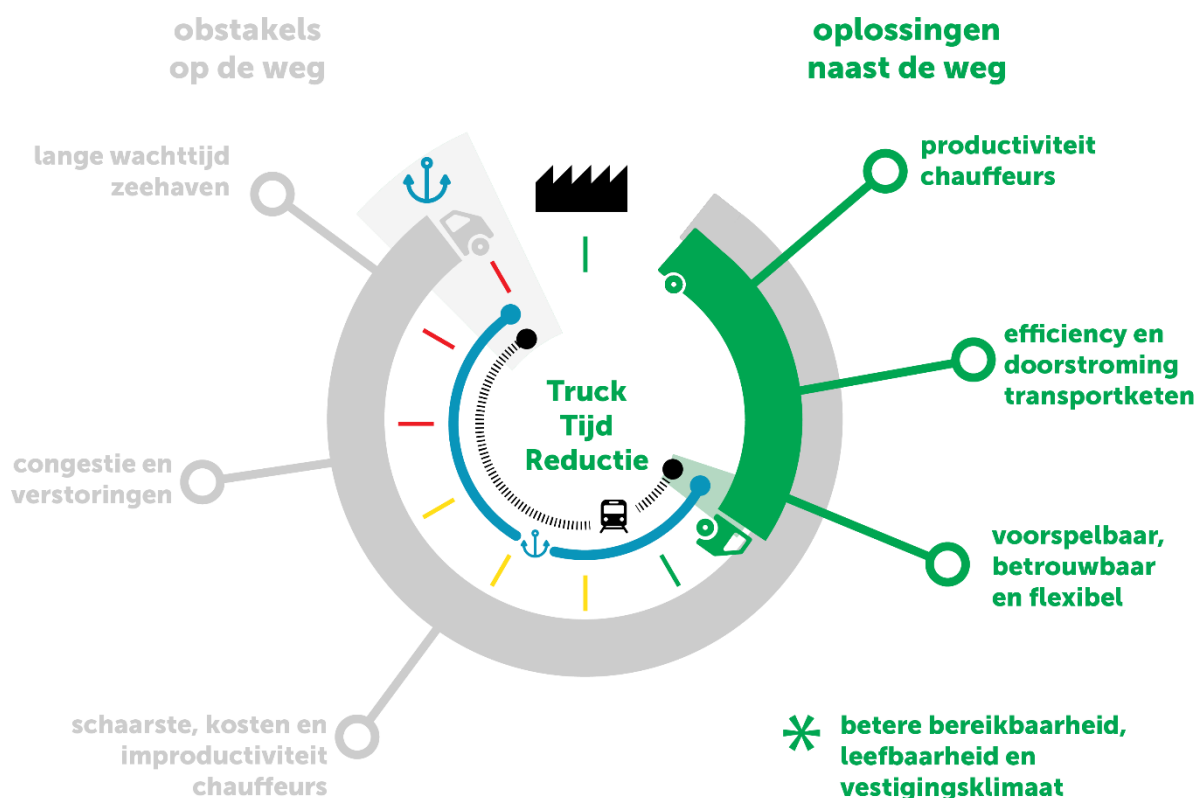 obstakels
op de weg
oplossingen
naast de weg
lange wachttijd
zeehaven
productiviteit
chauffeurs
efficiency en
doorstroming
transportketen
Truck
Tijd
Reductie
congestie en
verstoringen
voorspelbaar,
betrouwbaar
en flexibel
schaarste, kosten en
improductiviteit
chauffeurs
* betere bereikbaarheid,
leefbaarheid en
vestigingsklimaat